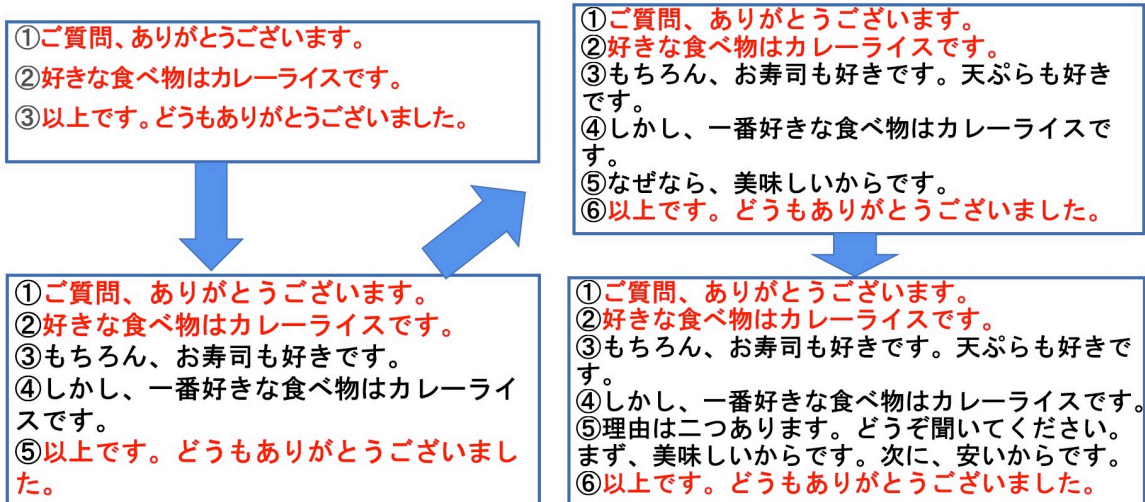 ①ご質問、ありがとうございます。
②好きな食べ物はカレーライスです。
③以上です。どうもありがとうございました。
①ご質問、ありがとうございます。
②好きな食べ物はカレーライスです。
③もちろん、お寿司も好きです。
④しかし、一番好きな食べ物はカレーライ
スです。
⑤以上です。どうもありがとうございまし
た。
①ご質問、ありがとうございます。
②好きな食べ物はカレーライスです。
③もちろん、お寿司も好きです。天ぷらも好き
です。
④しかし、一番好きな食べ物はカレーライスで
す。
⑤なぜなら、美味しいからです。
⑥以上です。どうもありがとうございました。
①ご質問、ありがとうございます。
②好きな食べ物はカレーライスです。
③もちろん、お寿司も好きです。天ぷらも好きで
す。
④しかし、一番好きな食べ物はカレーライスです。
⑤理由は二つあります。どうぞ聞いてください。
まず、美味しいからです。次に、安いからです。
⑥以上です。どうもありがとうございました。